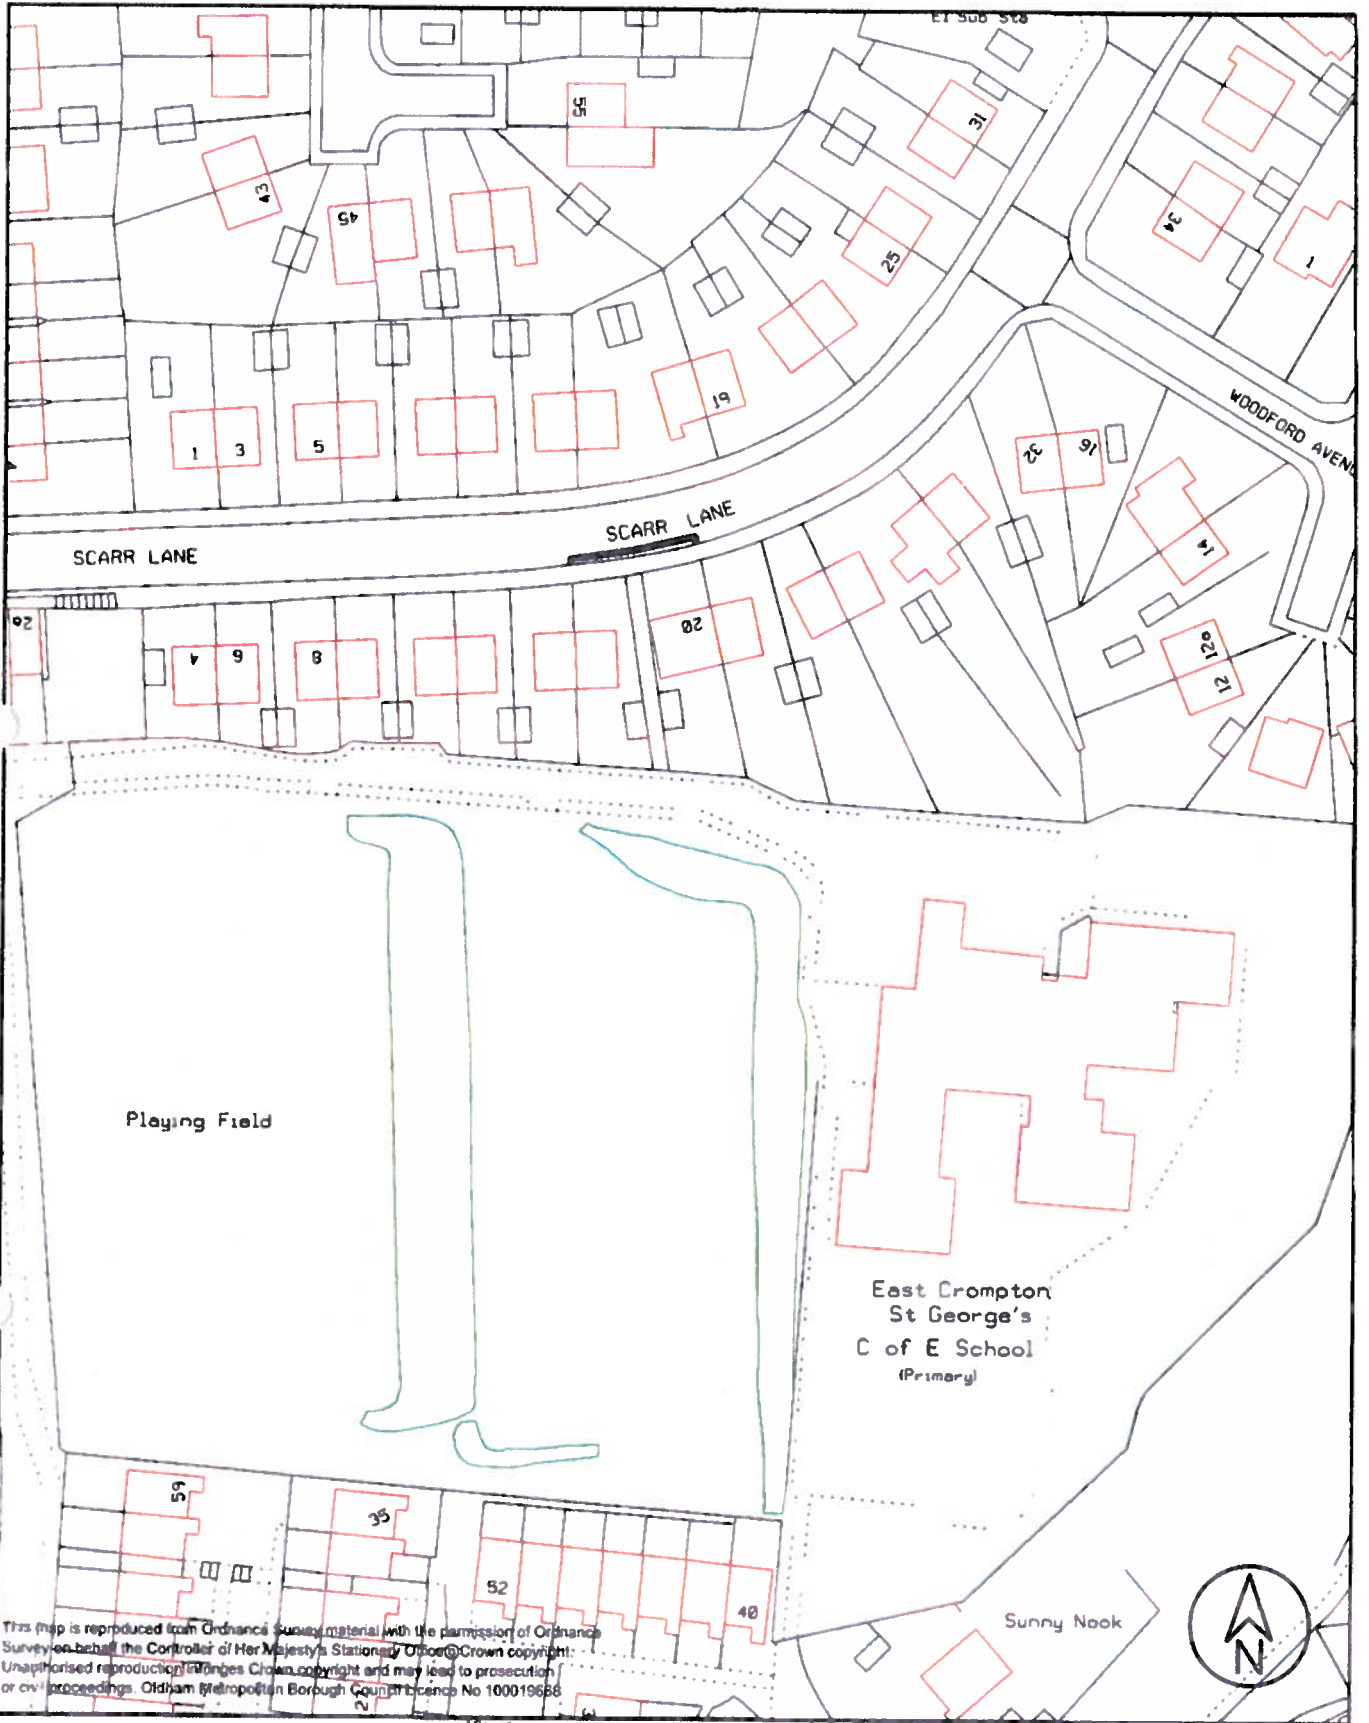 El Sub Sta
55
31
43
45
34
25
1
19
WOODFORD AVENU
1
3
5
32
16
SCARR LANE
SCARR LANE
14
2a
20
4
6
8
12a
12
Playing Field
East Crompton
St George's
C of E School
(Primary)
59
35
52
40
Sunny Nook
N
This map is reproduced from Ordnance Survey material with the permission of Ordnance
Survey on behalf the Controller of Her Majesty's Stationery Office © Crown copyright.
Unauthorised reproduction infringes Crown copyright and may lead to prosecution
or civil proceedings. Oldham Metropolitan Borough Council Licence No 100019668
27